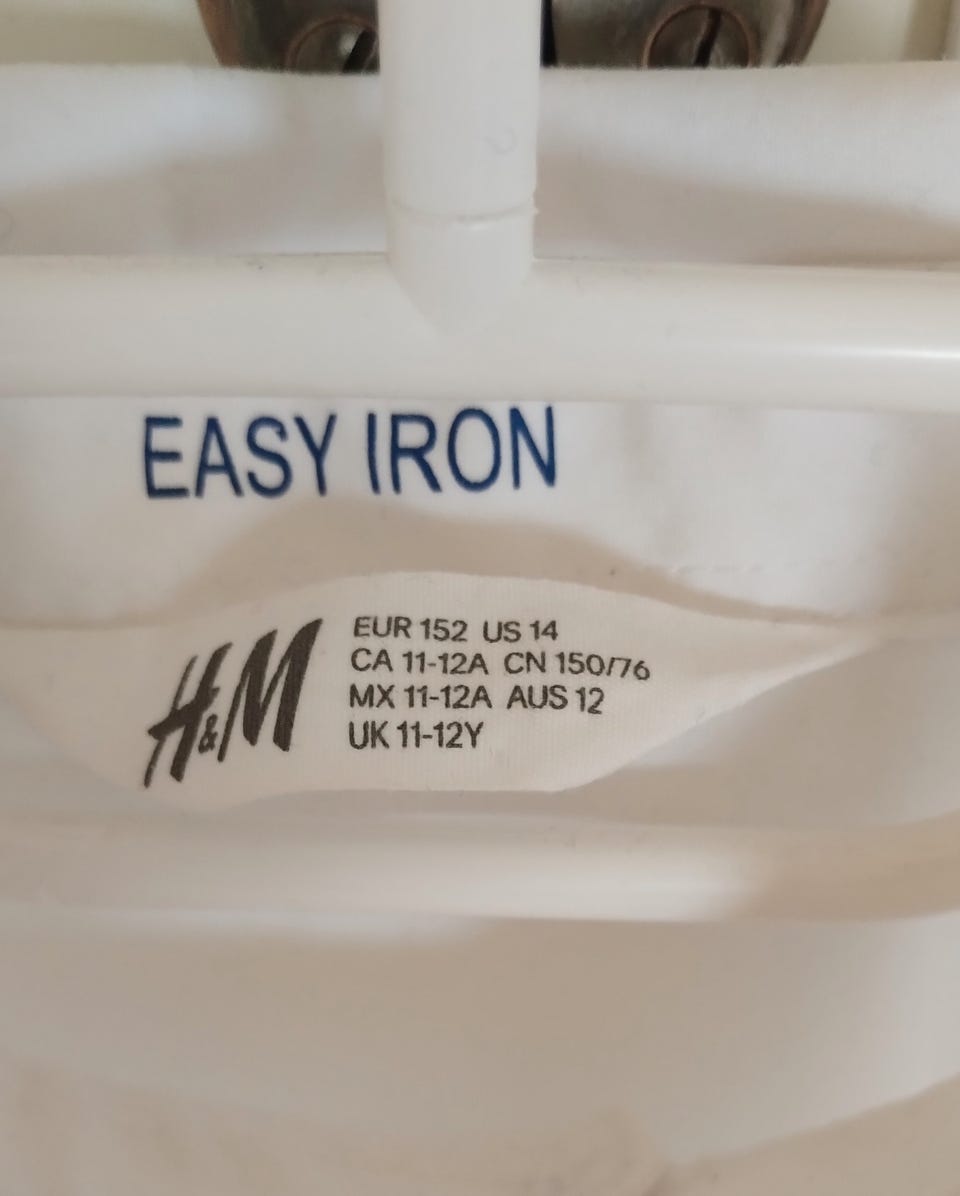 EASY IRON
H&M
EUR 152 US 14
CA 11-12A CN 150/76
MX 11-12A AUS 12
UK 11-12Y